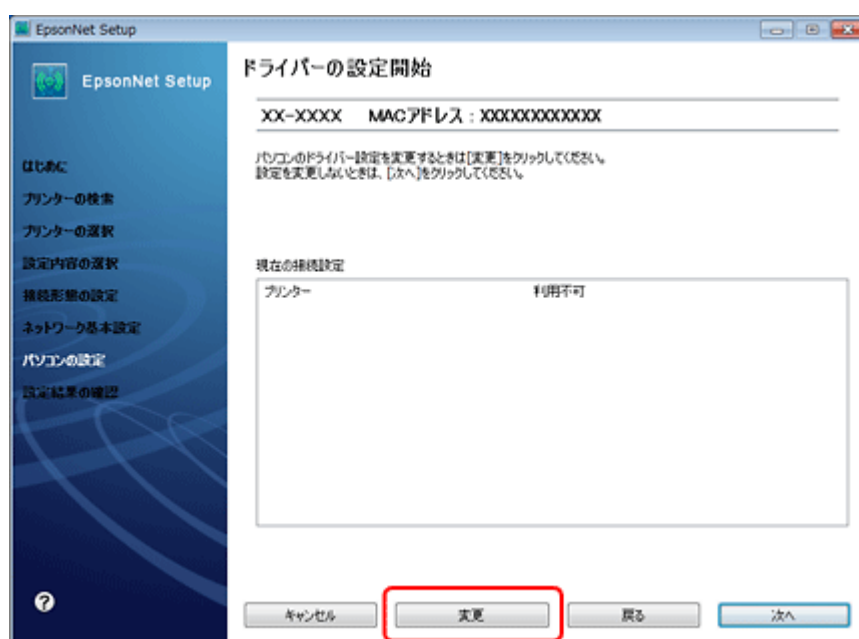 EpsonNet Setup
EpsonNet Setup
はじめに
プリンターの検索
プリンターの選択
設定内容の選択
接続形態の設定
ネットワーク基本設定
パソコンの設定
設定結果の確認
ドライバーの設定開始
XX-XXXX MACアドレス:XXXXXXXXXXXX
パソコンのドライバー設定を変更するときは[変更]をクリックしてください。
設定を変更しないときは、[次へ]をクリックしてください。
現在の接続設定
プリンター 利用不可
?
キャンセル 変更 戻る 次へ